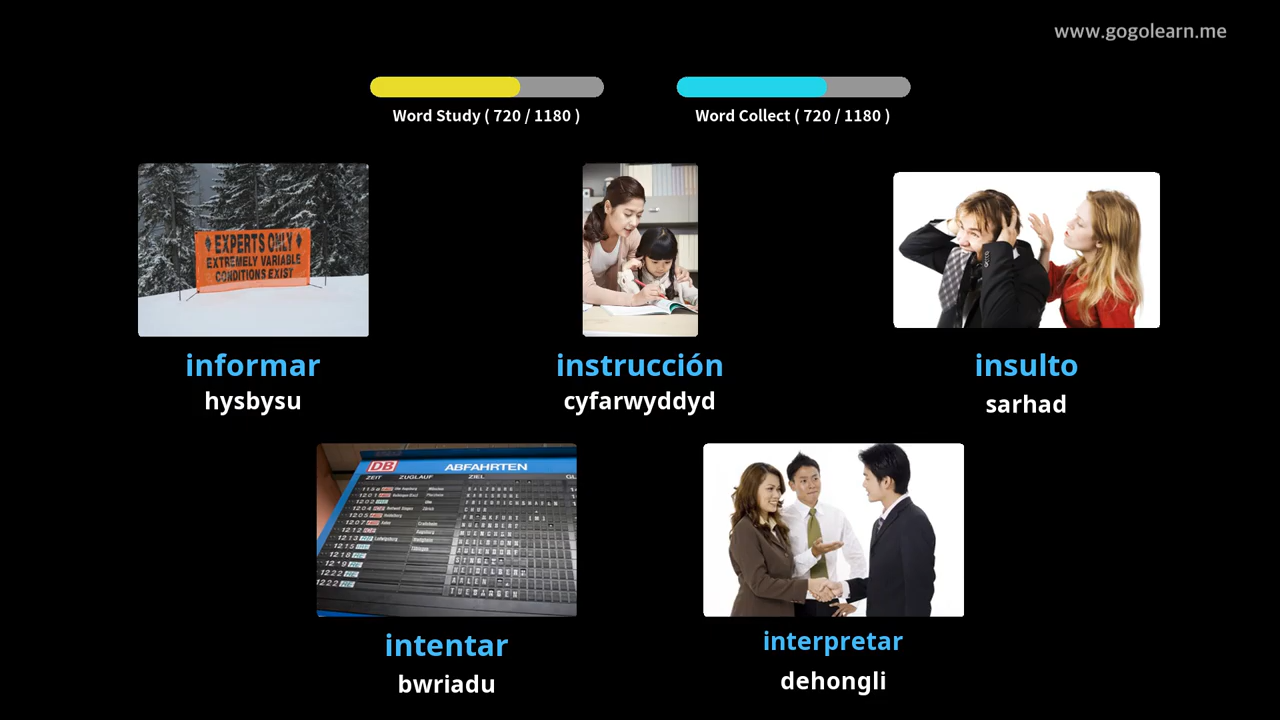 www.gogolearn.me
Word Study ( 720 / 1180 )
Word Collect ( 720 / 1180 )
EXPERTS ONLY
EXTREMELY VARIABLE
CONDITIONS EXIST
informar
hysbysu
instrucción
cyfarwyddyd
insulto
sarhad
DB ABFAHRTEN
ZEIT ZUGLAUF ZIEL
intentar
bwriadu
interpretar
dehongli